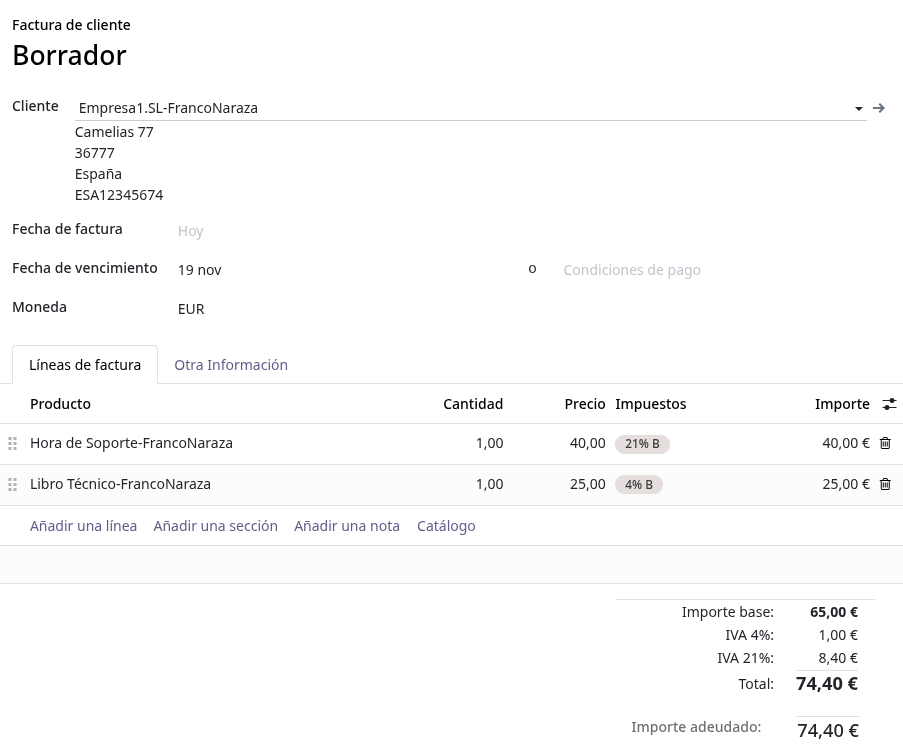 Factura de cliente
Borrador
Cliente Empresa1.SL-FrancoNaraza
Camelias 77
36777
España
ESA12345674
Fecha de factura Hoy
Fecha de vencimiento 19 nov o Condiciones de pago
Moneda EUR
Líneas de factura Otra Información
Producto Cantidad Precio Impuestos Importe
Hora de Soporte-FrancoNaraza 1,00 40,00 21% B 40,00 €
Libro Técnico-FrancoNaraza 1,00 25,00 4% B 25,00 €
Añadir una línea Añadir una sección Añadir una nota Catálogo
Importe base: 65,00 €
IVA 4%: 1,00 €
IVA 21%: 8,40 €
Total: 74,40 €
Importe adeudado: 74,40 €